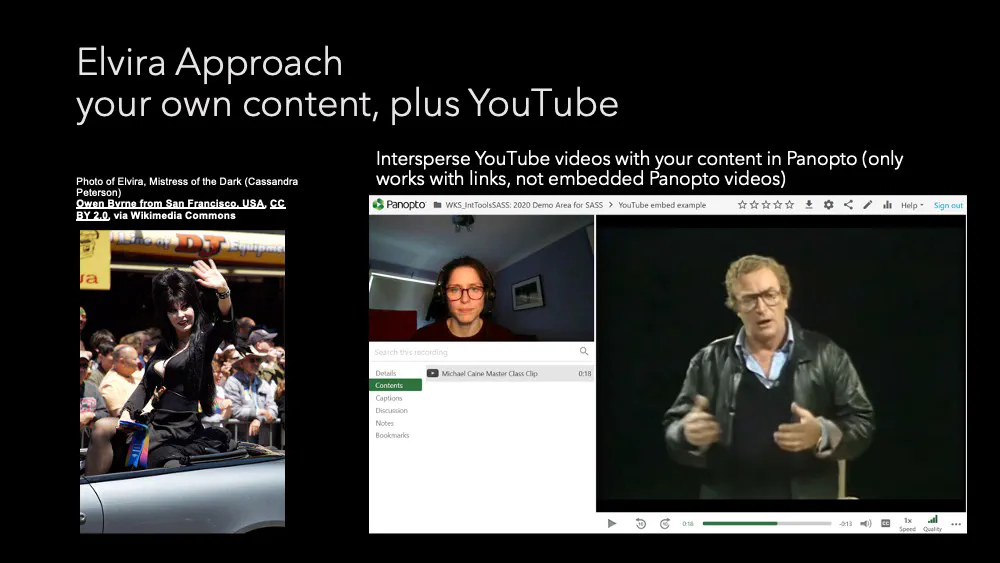 Elvira Approach
your own content, plus YouTube
Photo of Elvira, Mistress of the Dark (Cassandra
Peterson)
Owen Byrne from San Francisco, USA, CC
BY 2.0, via Wikimedia Commons
DJ Equipme
Intersperse YouTube videos with your content in Panopto (only
works with links, not embedded Panopto videos)
Panopto WKS_IntToolsSASS: 2020 Demo Area for SASS > YouTube embed example Help Sign out
Search this recording
Details
Michael Caine Master Class Clip 0:18
Contents
Captions
Discussion
Notes
Bookmarks
10 10 0:18 -0:13 CC 1x
Speed Quality